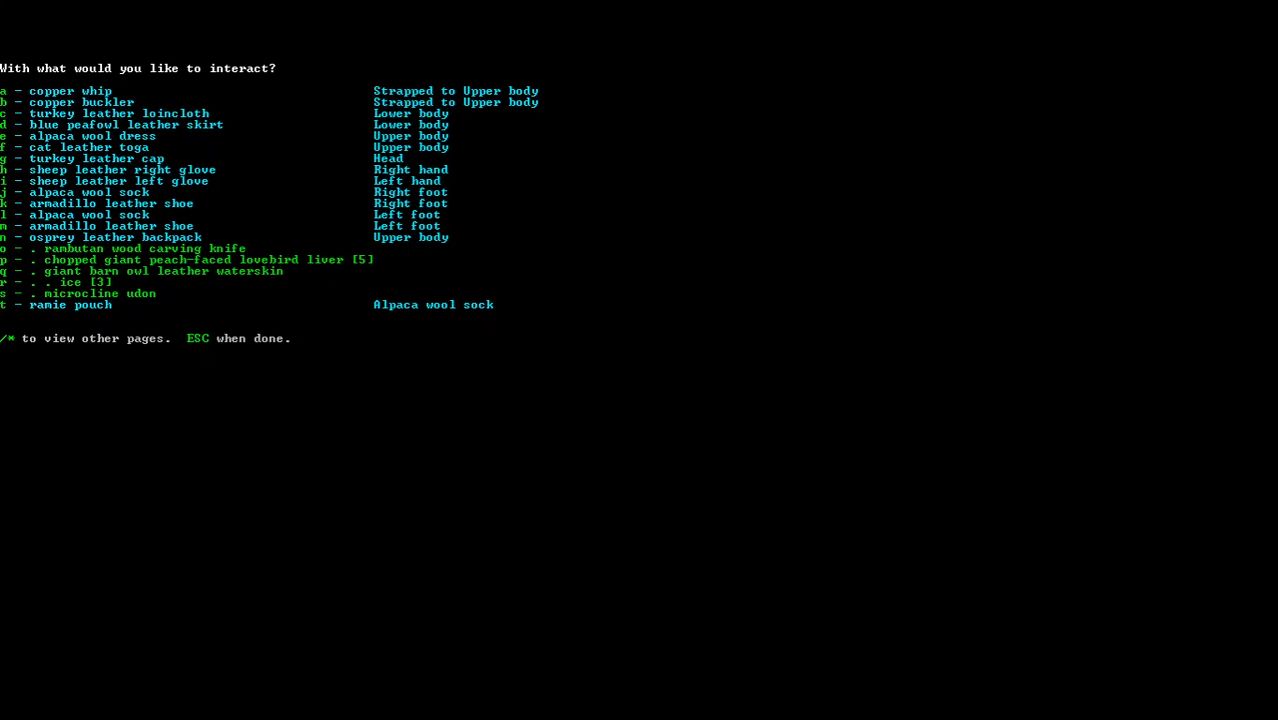 With what would you like to interact?
a - copper whip Strapped to Upper body
b - copper buckler Strapped to Upper body
c - turkey leather loincloth Lower body
d - blue peafowl leather skirt Lower body
e - alpaca wool dress Upper body
f - cat leather toga Upper body
g - turkey leather cap Head
h - sheep leather right glove Right hand
i - sheep leather left glove Left hand
j - alpaca wool sock Right foot
k - armadillo leather shoe Right foot
l - alpaca wool sock Left foot
m - armadillo leather shoe Left foot
n - osprey leather backpack Upper body
o - . rambutan wood carving knife
p - . chopped giant peach-faced lovebird liver [5]
q - . giant barn owl leather waterskin
r - . . ice [3]
s - . microcline udon
t - ramie pouch Alpaca wool sock
/* to view other pages.  ESC when done.